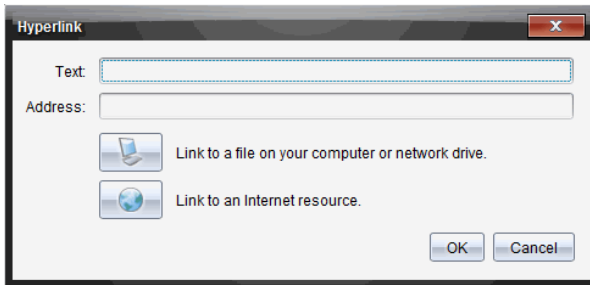 Hyperlink
Text:
Address:
Link to a file on your computer or network drive.
Link to an Internet resource.
OK Cancel